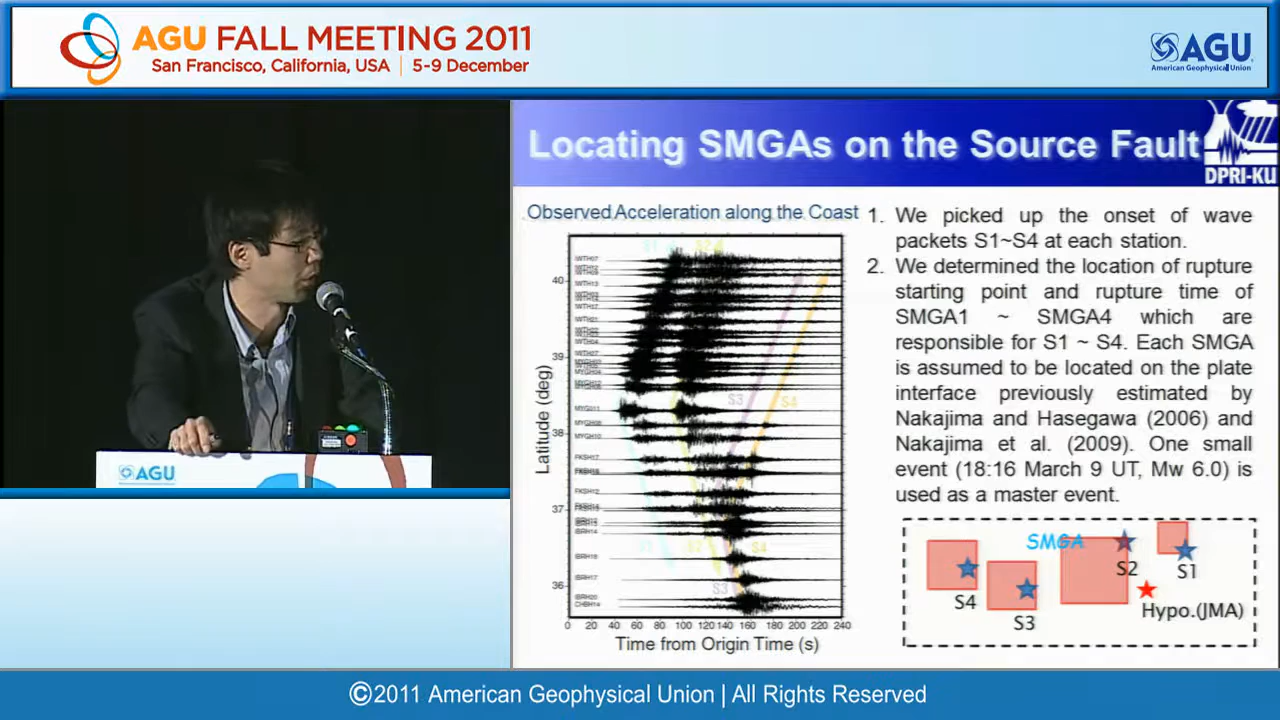 AGU FALL MEETING 2011
San Francisco, California, USA | 5-9 December
AGU
American Geophysical Union
Locating SMGAs on the Source Fault
DPRI-KU
Observed Acceleration along the Coast
1. We picked up the onset of wave
packets S1~S4 at each station.
2. We determined the location of rupture
starting point and rupture time of
SMGA1 ~ SMGA4 which are
responsible for S1 ~ S4. Each SMGA
is assumed to be located on the plate
interface previously estimated by
Nakajima and Hasegawa (2006) and
Nakajima et al. (2009). One small
event (18:16 March 9 UT, Mw 6.0) is
used as a master event.
Latitude (deg)
40
39
38
37
36
S3
S4
S4
S3
0 20 40 60 80 100 120 140 160 180 200 220 240
Time from Origin Time (s)
SMGA
S4
S3
S2
S1
Hypo.(JMA)
AGU
©2011 American Geophysical Union | All Rights Reserved